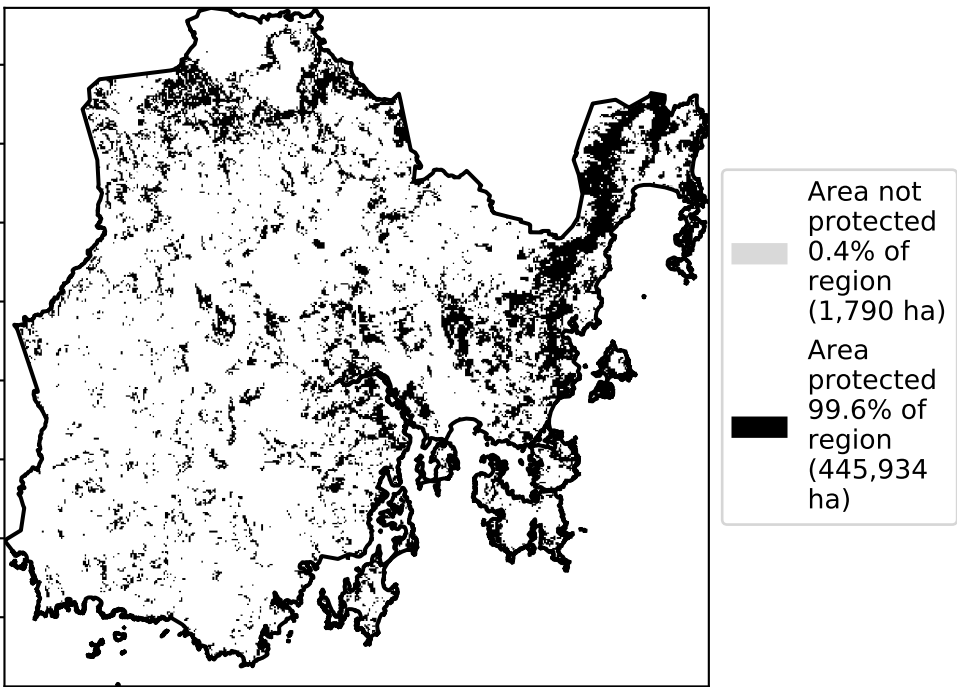 Area not
protected
0.4% of
region
(1,790 ha)
Area
protected
99.6% of
region
(445,934
ha)